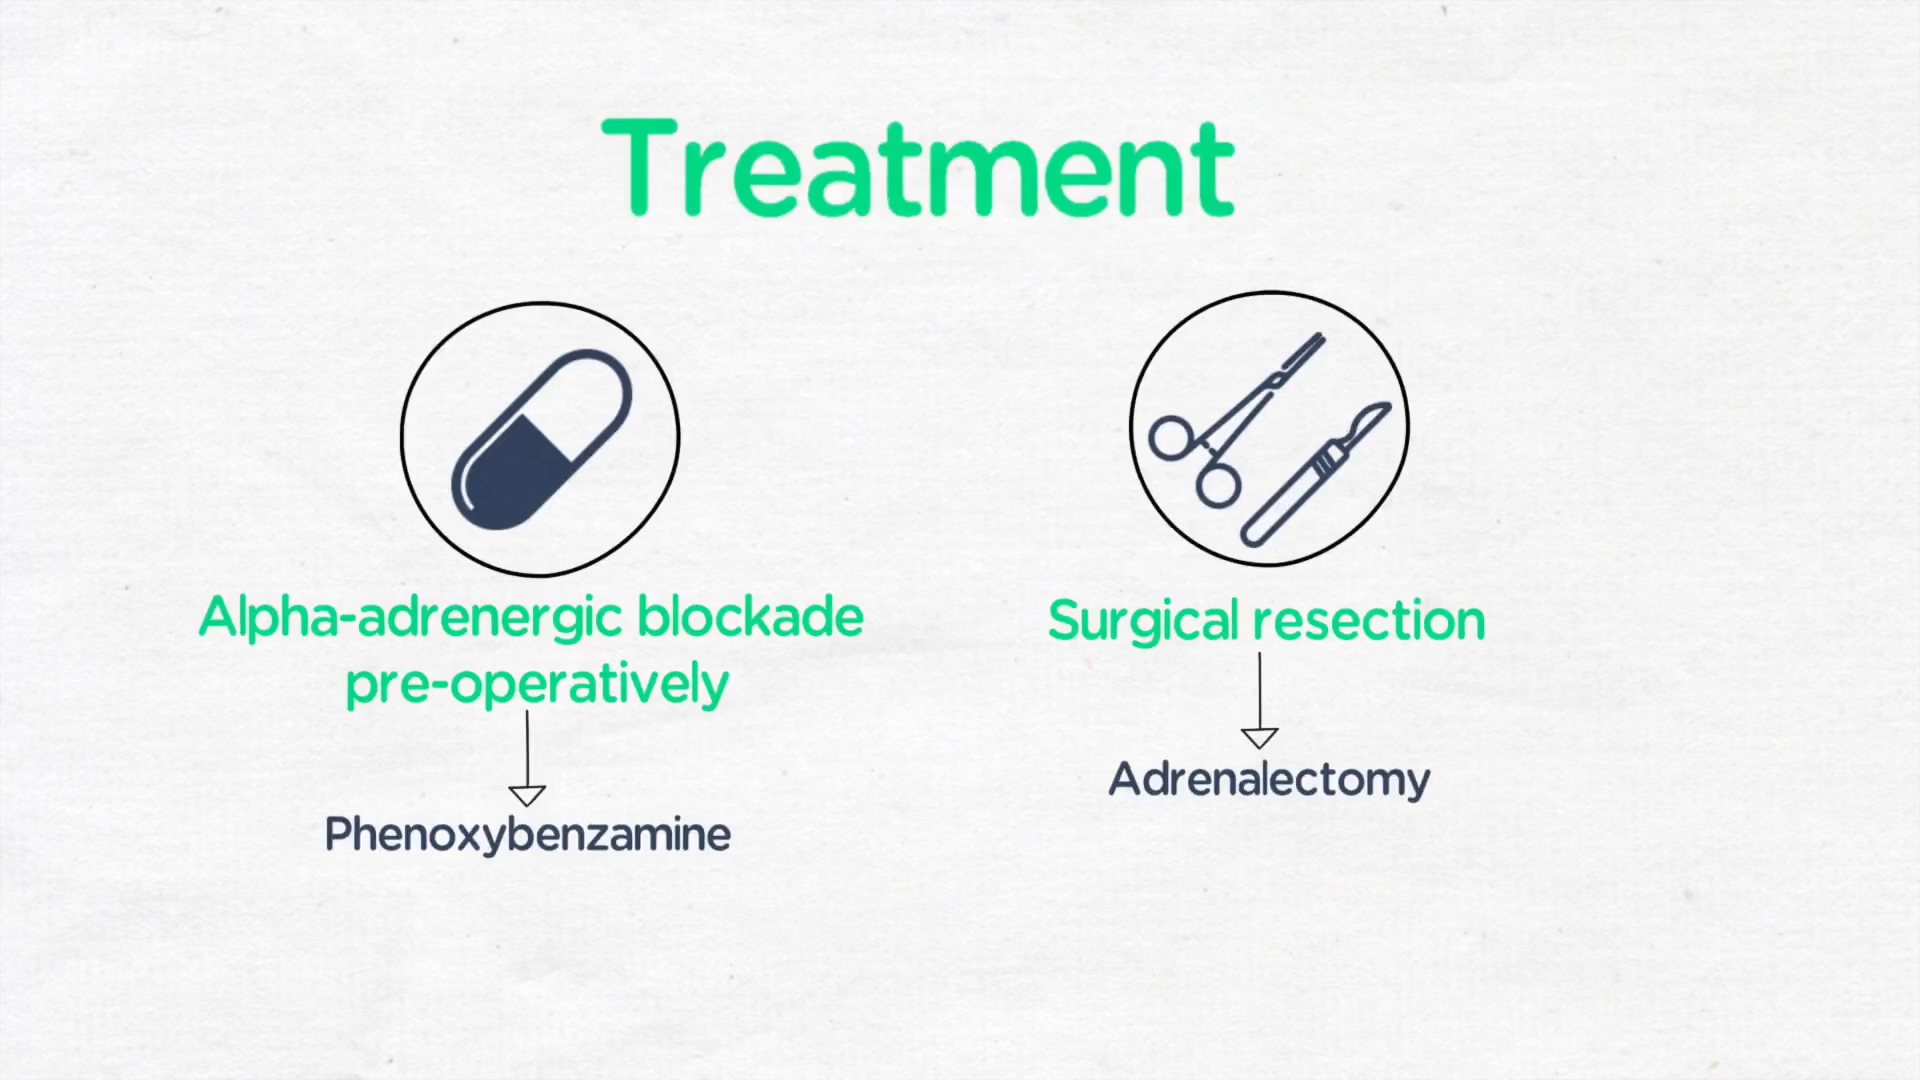 Treatment
Alpha-adrenergic blockade
pre-operatively
Phenoxybenzamine
Surgical resection
Adrenalectomy